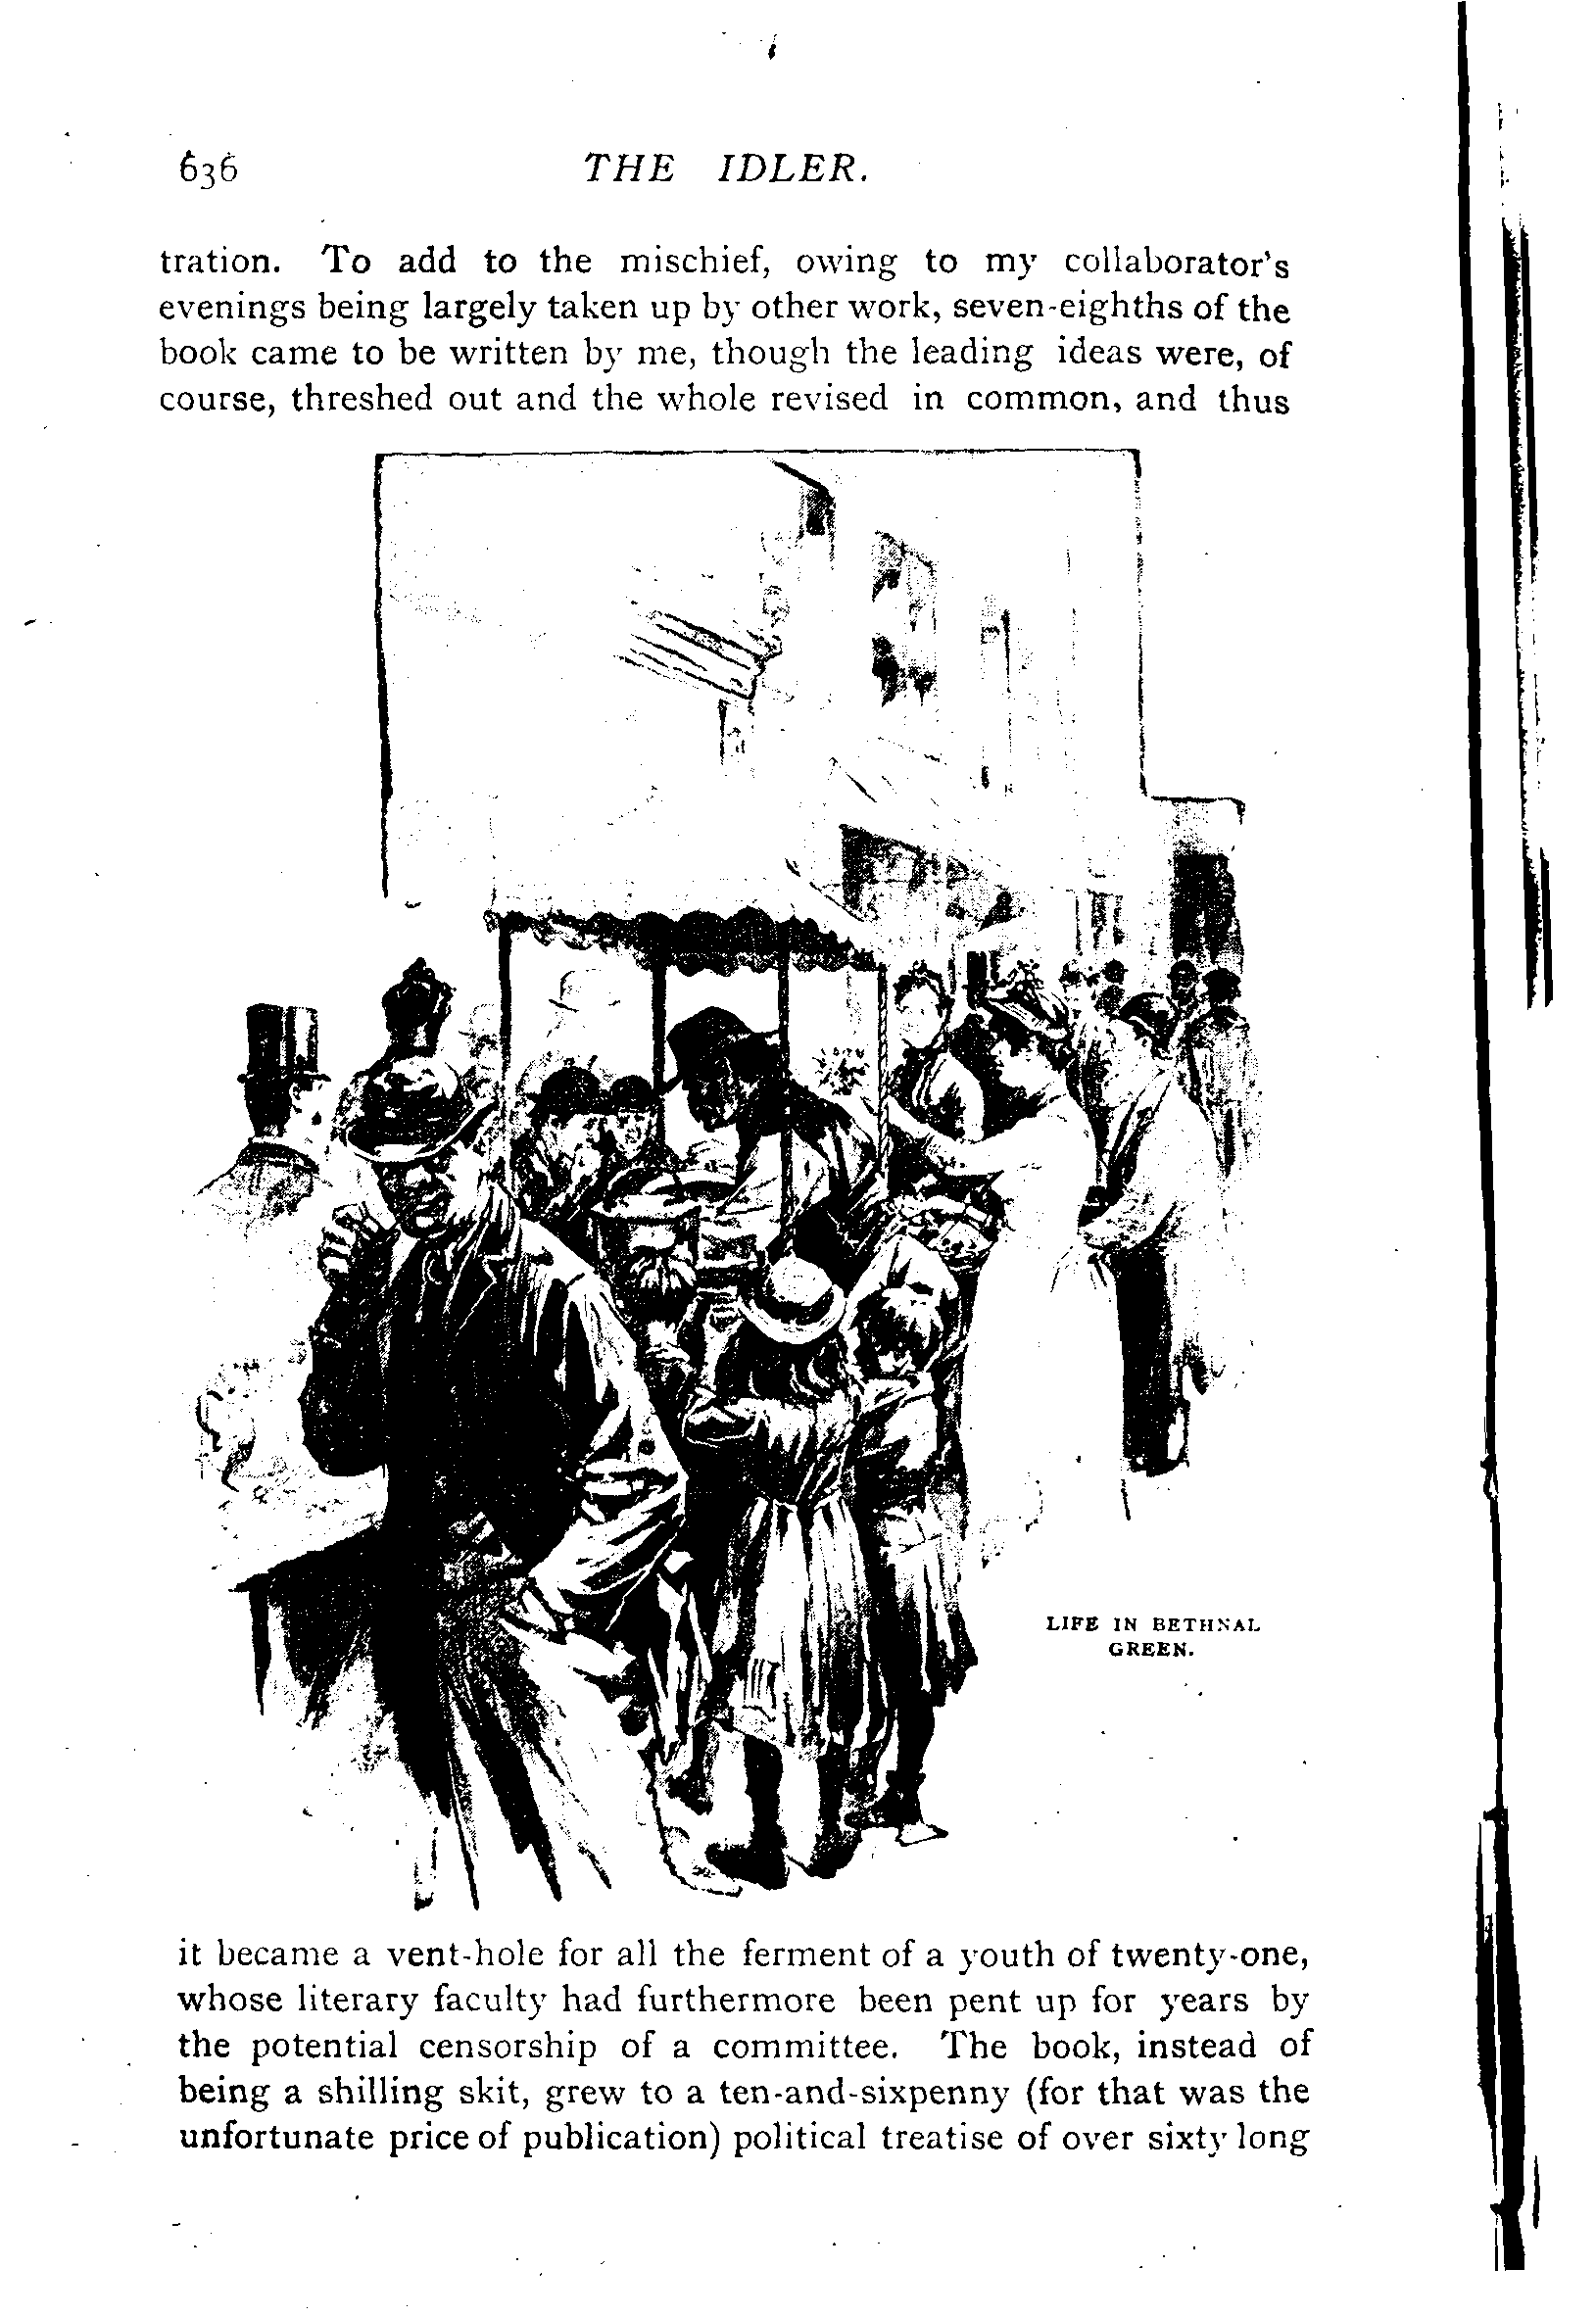 636 THE IDLER.
tration. To add to the mischief, owing to my collaborator's
evenings being largely taken up by other work, seven-eighths of the
book came to be written by me, though the leading ideas were, of
course, threshed out and the whole revised in common, and thus
LIFE IN BETHNAL
GREEN.
it became a vent-hole for all the ferment of a youth of twenty-one,
whose literary faculty had furthermore been pent up for years by
the potential censorship of a committee. The book, instead of
being a shilling skit, grew to a ten-and-sixpenny (for that was the
unfortunate price of publication) political treatise of over sixty long